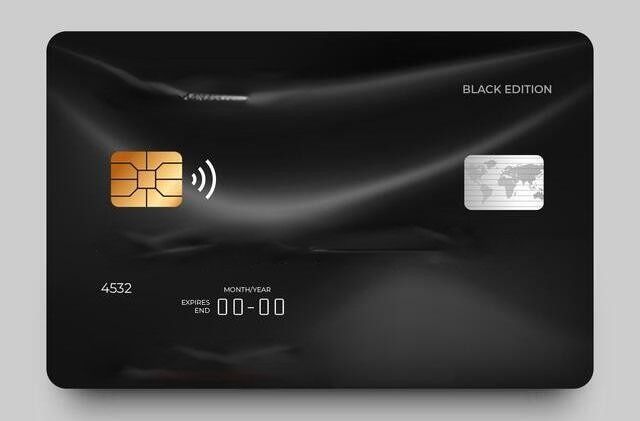 BLACK EDITION
4532
MONTH/YEAR
EXPIRES
END
00-00